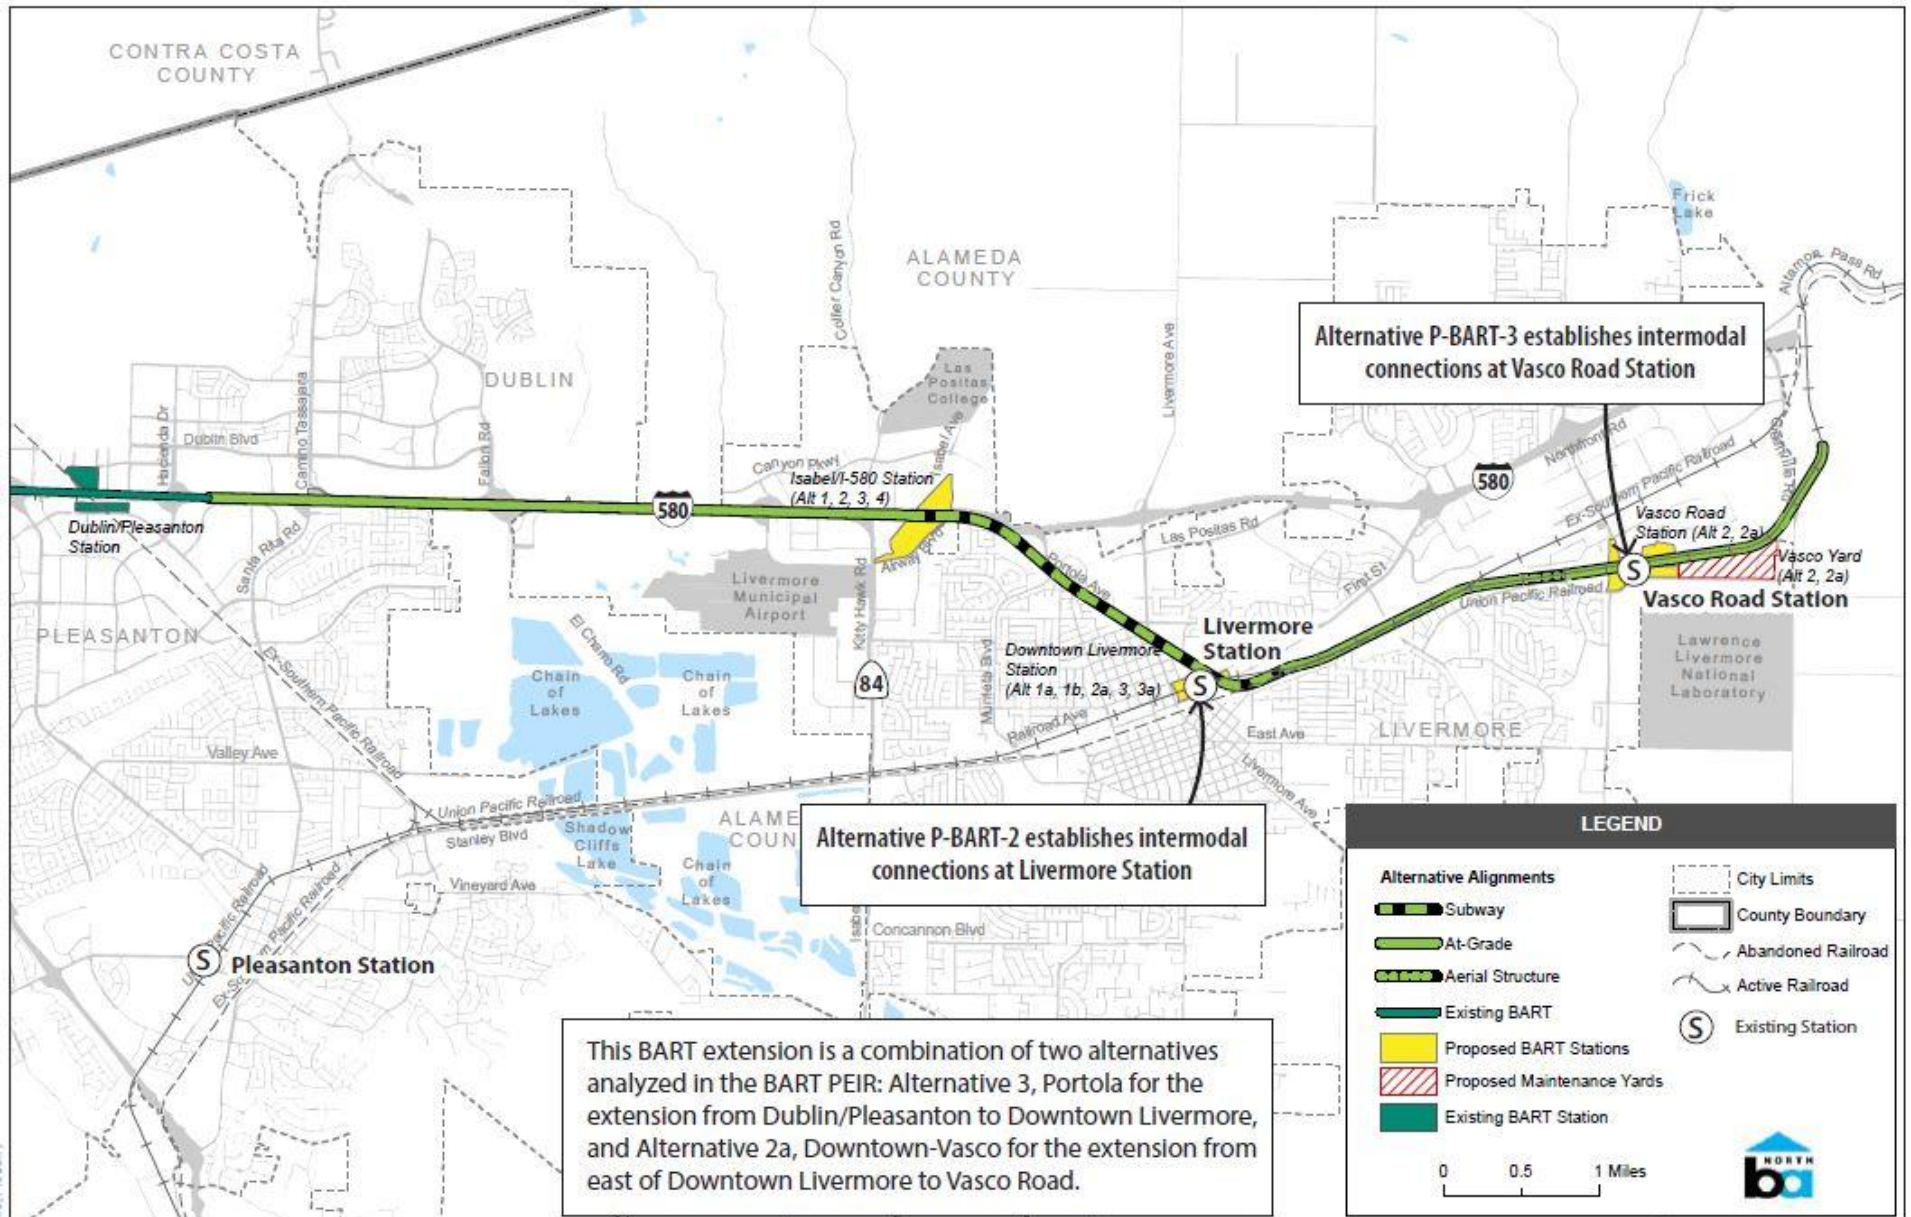 CONTRA COSTA
COUNTY
Frick
Lake
Altamont Pass Rd
Collier Canyon Rd
ALAMEDA
COUNTY
Livermore Ave
Alternative P-BART-3 establishes intermodal
connections at Vasco Road Station
DUBLIN
Las
Positas
College
Hacienda Dr
Dublin Blvd
Camino Tassajara
Fallon Rd
Isabel Ave
Canyon Pkwy
Isabel/I-580 Station
(Alt 1, 2, 3, 4)
580
580
Northfront Rd
Ex-Southern Pacific Railroad
Greenville Rd
Dublin/Pleasanton
Station
Santa Rita Rd
Airway Blvd
Las Positas Rd
Vasco Road
Station (Alt 2, 2a)
Vasco Yard
(Alt 2, 2a)
S
Vasco Road Station
Portola Ave
First St
Union Pacific Railroad
Livermore
Municipal
Airport
Kitty Hawk Rd
PLEASANTON
El Charro Rd
Ex-Southern Pacific Railroad
Livermore
Station
Downtown Livermore
Station
(Alt 1a, 1b, 2a, 3, 3a)
S
Lawrence
Livermore
National
Laboratory
Chain
of
Lakes
Chain
of
Lakes
84
Murrieta Blvd
Railroad Ave
East Ave
LIVERMORE
Valley Ave
Livermore Ave
Union Pacific Railroad
Stanley Blvd
Shadow
Cliffs
Lake
ALAME
COUN
Alternative P-BART-2 establishes intermodal
connections at Livermore Station
Chain
of
Lakes
Vineyard Ave
Isabe
Concannon Blvd
Pacific Railroad
Pacific Railroad
S
Pleasanton Station
This BART extension is a combination of two alternatives
analyzed in the BART PEIR: Alternative 3, Portola for the
extension from Dublin/Pleasanton to Downtown Livermore,
and Alternative 2a, Downtown-Vasco for the extension from
east of Downtown Livermore to Vasco Road.
LEGEND
Alternative Alignments
Subway
At-Grade
Aerial Structure
Existing BART
Proposed BART Stations
Proposed Maintenance Yards
Existing BART Station
City Limits
County Boundary
Abandoned Railroad
Active Railroad
S Existing Station
0 0.5 1 Miles
NORTH
ba